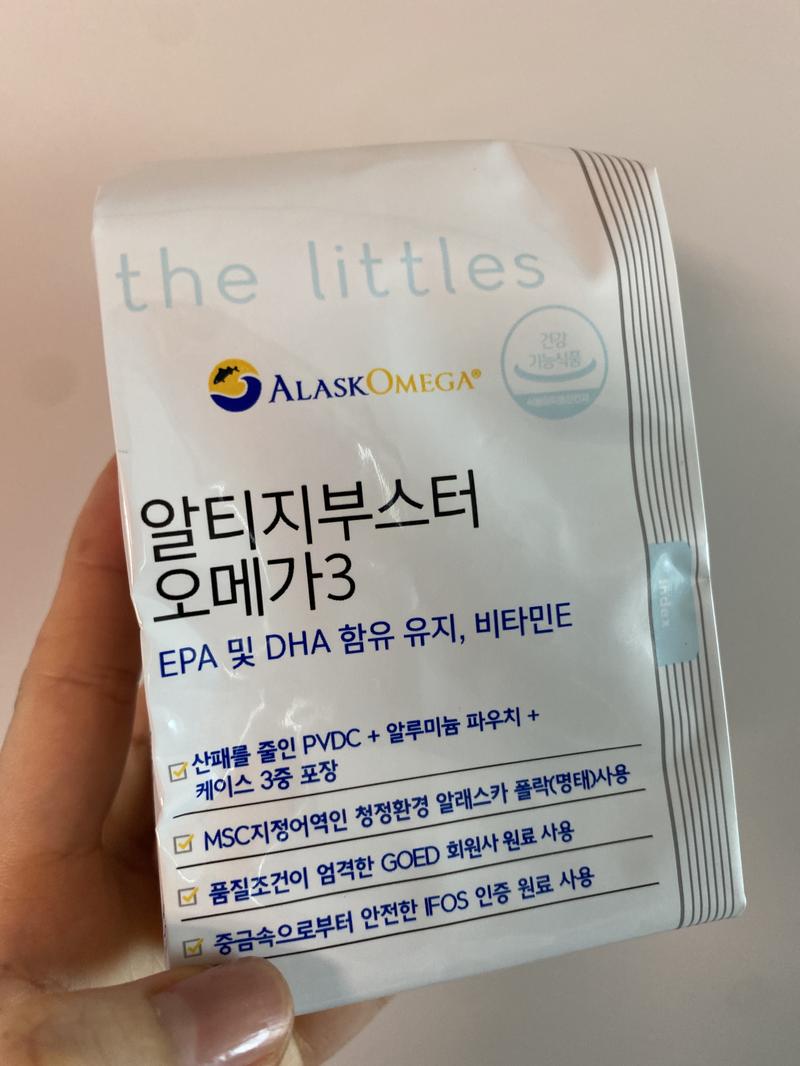 the littles
ALASKOMEGA®
건강
기능식품
알티지부스터
오메가3
EPA 및 DHA 함유 유지, 비타민E
산패를 줄인 PVDC + 알루미늄 파우치 +
케이스 3중 포장
MSC지정어역인 청정환경 알래스카 폴락(명태)사용
품질조건이 엄격한 GOED 회원사 원료 사용
중금속으로부터 안전한 IFOS 인증 원료 사용
index